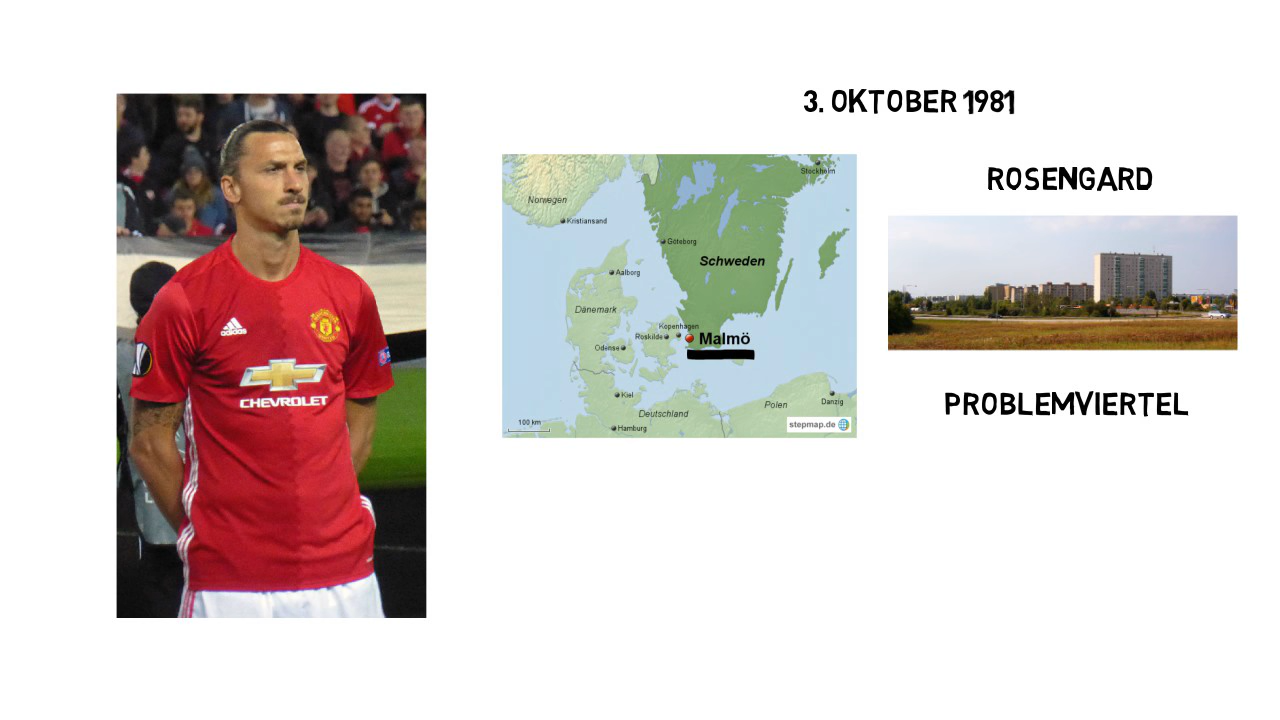 3. OKTOBER 1981
ROSENGARD
PROBLEMVIERTEL
Stockholm
Norwegen
Kristiansand
Göteborg
Schweden
Aalborg
Dänemark
Kopenhagen
Roskilde
Malmö
Odense
Kiel
Deutschland
Polen
Danzig
100 km
Hamburg
stepmap.de
adidas
CHEVROLET